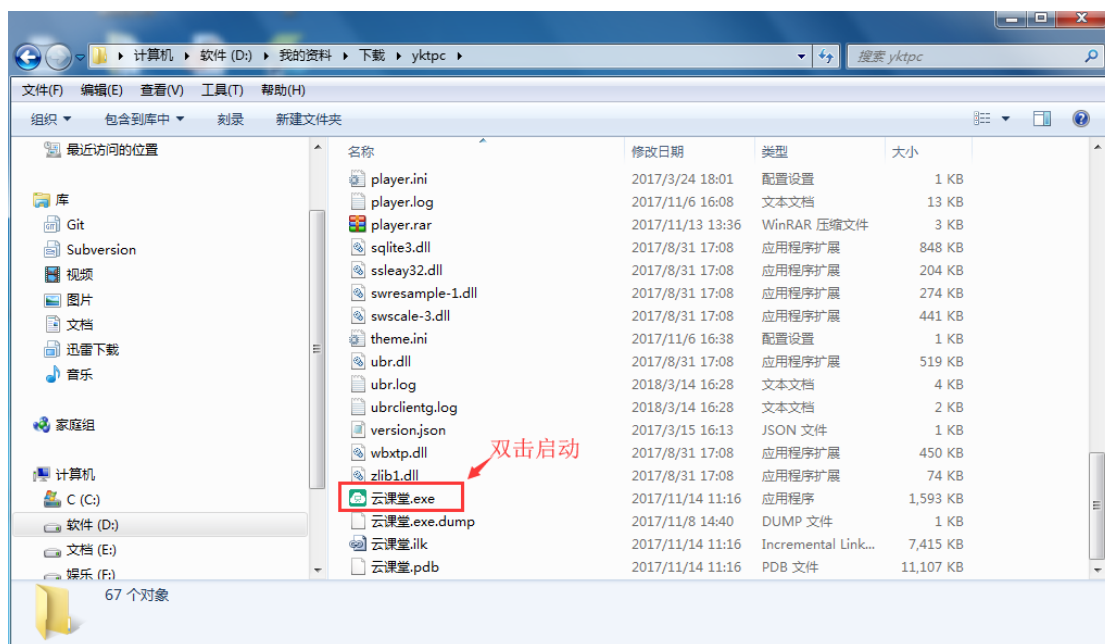 计算机 软件 (D:) 我的资料 下载 yktpc
搜索 yktpc
文件(F) 编辑(E) 查看(V) 工具(T) 帮助(H)
组织 包含到库中 刻录 新建文件夹
最近访问的位置
库
Git
Subversion
视频
图片
文档
迅雷下载
音乐
家庭组
计算机
C (C:)
软件 (D:)
文档 (E:)
娱乐 (F:)
名称 修改日期 类型 大小
player.ini 2017/3/24 18:01 配置设置 1 KB
player.log 2017/11/6 16:08 文本文档 13 KB
player.rar 2017/11/13 13:36 WinRAR 压缩文件 3 KB
sqlite3.dll 2017/8/31 17:08 应用程序扩展 848 KB
ssleay32.dll 2017/8/31 17:08 应用程序扩展 204 KB
swresample-1.dll 2017/8/31 17:08 应用程序扩展 274 KB
swscale-3.dll 2017/8/31 17:08 应用程序扩展 441 KB
theme.ini 2017/11/6 16:38 配置设置 1 KB
ubr.dll 2017/8/31 17:08 应用程序扩展 519 KB
ubr.log 2018/3/14 16:28 文本文档 4 KB
ubrclientg.log 2018/3/14 16:28 文本文档 2 KB
version.json 2017/3/15 16:13 JSON 文件 1 KB
双击启动
wbxtp.dll 2017/8/31 17:08 应用程序扩展 450 KB
zlib1.dll 2017/8/31 17:08 应用程序扩展 74 KB
云课堂.exe 2017/11/14 11:16 应用程序 1,593 KB
云课堂.exe.dump 2017/11/8 14:40 DUMP 文件 1 KB
云课堂.ilk 2017/11/14 11:16 Incremental Link... 7,415 KB
云课堂.pdb 2017/11/14 11:16 PDB 文件 11,107 KB
67 个对象